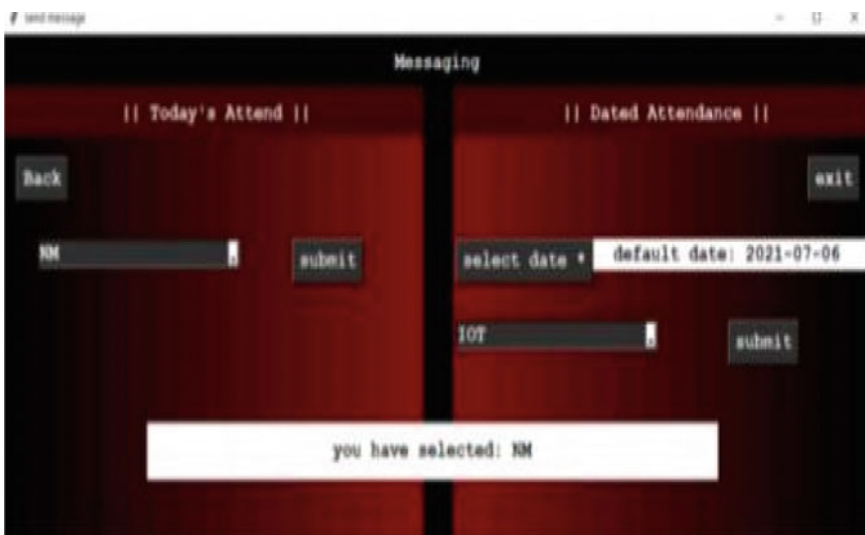 send message
Messaging
|| Today's Attend ||
|| Dated Attendance ||
Back
exit
NM
submit
select date *
default date: 2021-07-06
IOT
submit
you have selected: NM